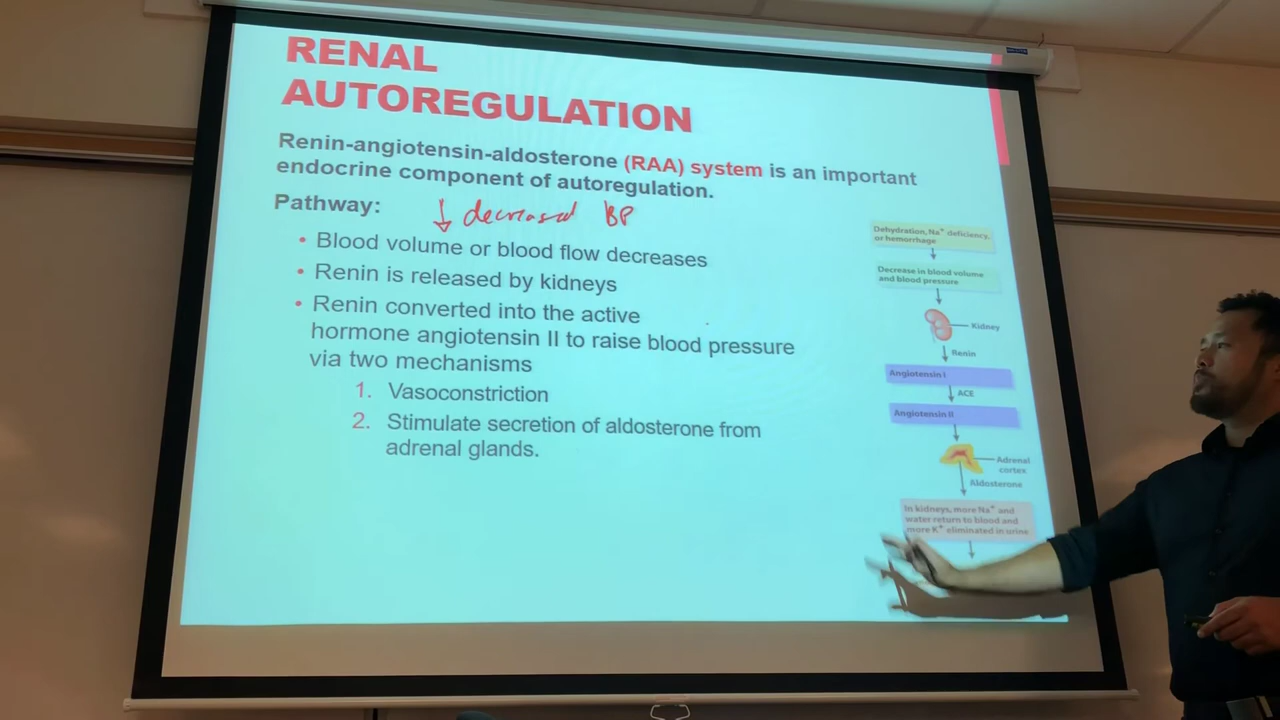 RENAL
AUTOREGULATION
Renin-angiotensin-aldosterone (RAA) system is an important
endocrine component of autoregulation.
Pathway:
↓ decreased BP
• Blood volume or blood flow decreases
• Renin is released by kidneys
• Renin converted into the active
hormone angiotensin II to raise blood pressure
via two mechanisms
1. Vasoconstriction
2. Stimulate secretion of aldosterone from
adrenal glands.
Dehydration, Na+ deficiency,
or hemorrhage
Decrease in blood volume
and blood pressure
Kidney
Renin
Angiotensin I
ACE
Angiotensin II
Adrenal
cortex
Aldosterone
In kidneys, more Na+ and
water return to blood and
more K+ eliminated in urine